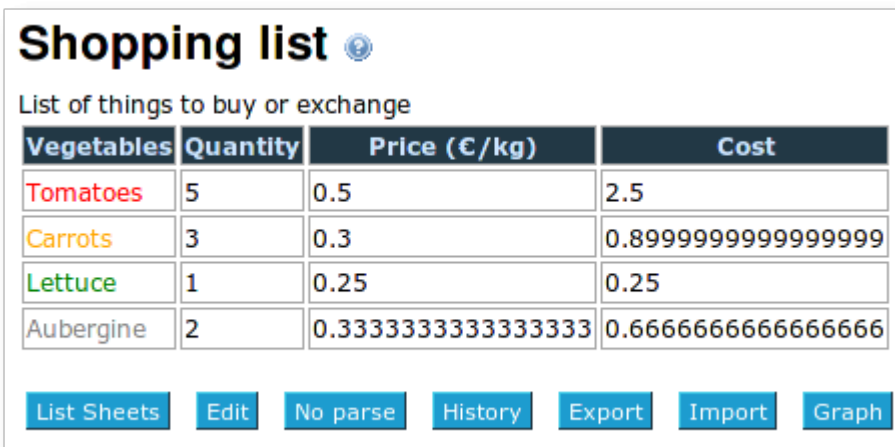 Shopping list
List of things to buy or exchange
Vegetables Quantity Price (€/kg) Cost
Tomatoes 5 0.5 2.5
Carrots 3 0.3 0.8999999999999999
Lettuce 1 0.25 0.25
Aubergine 2 0.3333333333333333 0.6666666666666666
List Sheets Edit No parse History Export Import Graph